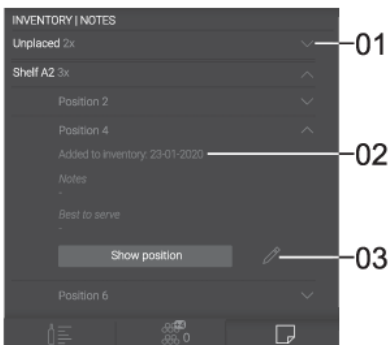 INVENTORY | NOTES
Unplaced 2x
01
Shelf A2 3x
Position 2
Position 4
Added to Inventory: 23-01-2020
02
Notes
-
Best to serve
-
Show position
03
Position 6
0